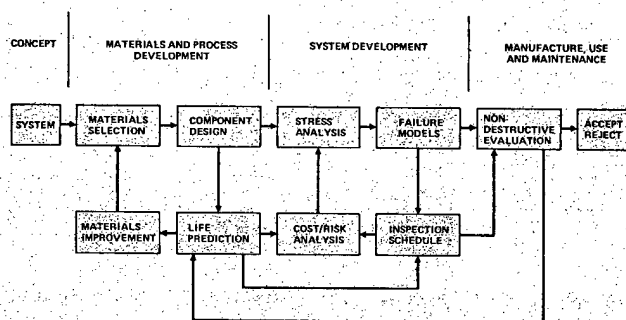 CONCEPT
MATERIALS AND PROCESS
DEVELOPMENT
SYSTEM DEVELOPMENT
MANUFACTURE, USE
AND MAINTENANCE
SYSTEM
MATERIALS
SELECTION
COMPONENT
DESIGN
STRESS
ANALYSIS
FAILURE
MODELS
NON-
DESTRUCTIVE
EVALUATION
ACCEPT
REJECT
MATERIALS
IMPROVEMENT
LIFE
PREDICTION
COST/RISK
ANALYSIS
INSPECTION
SCHEDULE